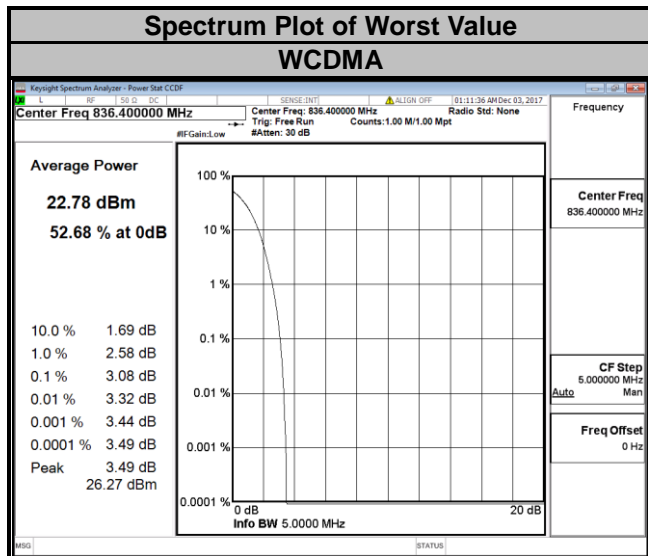 Spectrum Plot of Worst Value
WCDMA
Keysight Spectrum Analyzer - Power Stat CCDF
L RF 50 Ω DC SENSE:INT ALIGN OFF 01:11:36 AM Dec 03, 2017
Center Freq 836.400000 MHz
Center Freq: 836.400000 MHz Radio Std: None
Trig: Free Run Counts:1.00 M/1.00 Mpt
#IFGain:Low #Atten: 30 dB
Frequency
Average Power
22.78 dBm
52.68 % at 0dB
10.0 % 1.69 dB
1.0 % 2.58 dB
0.1 % 3.08 dB
0.01 % 3.32 dB
0.001 % 3.44 dB
0.0001 % 3.49 dB
Peak 3.49 dB
26.27 dBm
100 %
10 %
1 %
0.1 %
0.01 %
0.001 %
0.0001 %
0 dB 20 dB
Info BW 5.0000 MHz
Center Freq
836.400000 MHz
CF Step
5.000000 MHz
Auto Man
Freq Offset
0 Hz
MSG STATUS